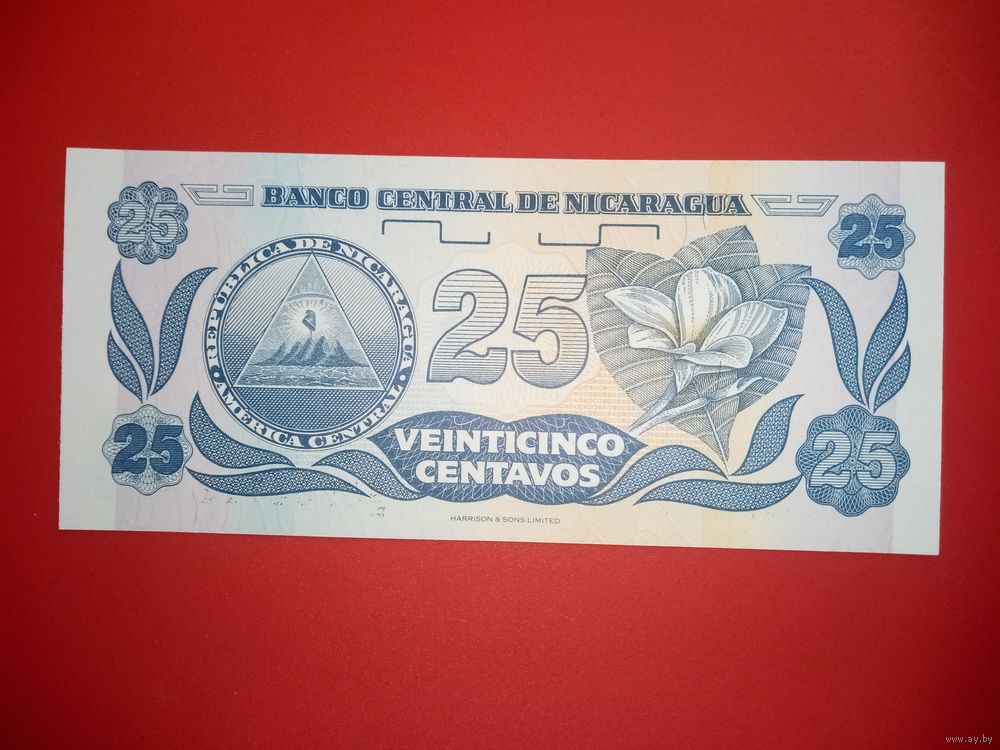 BANCO CENTRAL DE NICARAGUA
25
25
REPUBLICA DE NICARAGUA
AMERICA CENTRAL
25
25
25
VEINTICINCO
CENTAVOS
HARRISON & SONS LIMITED
www.ay.by